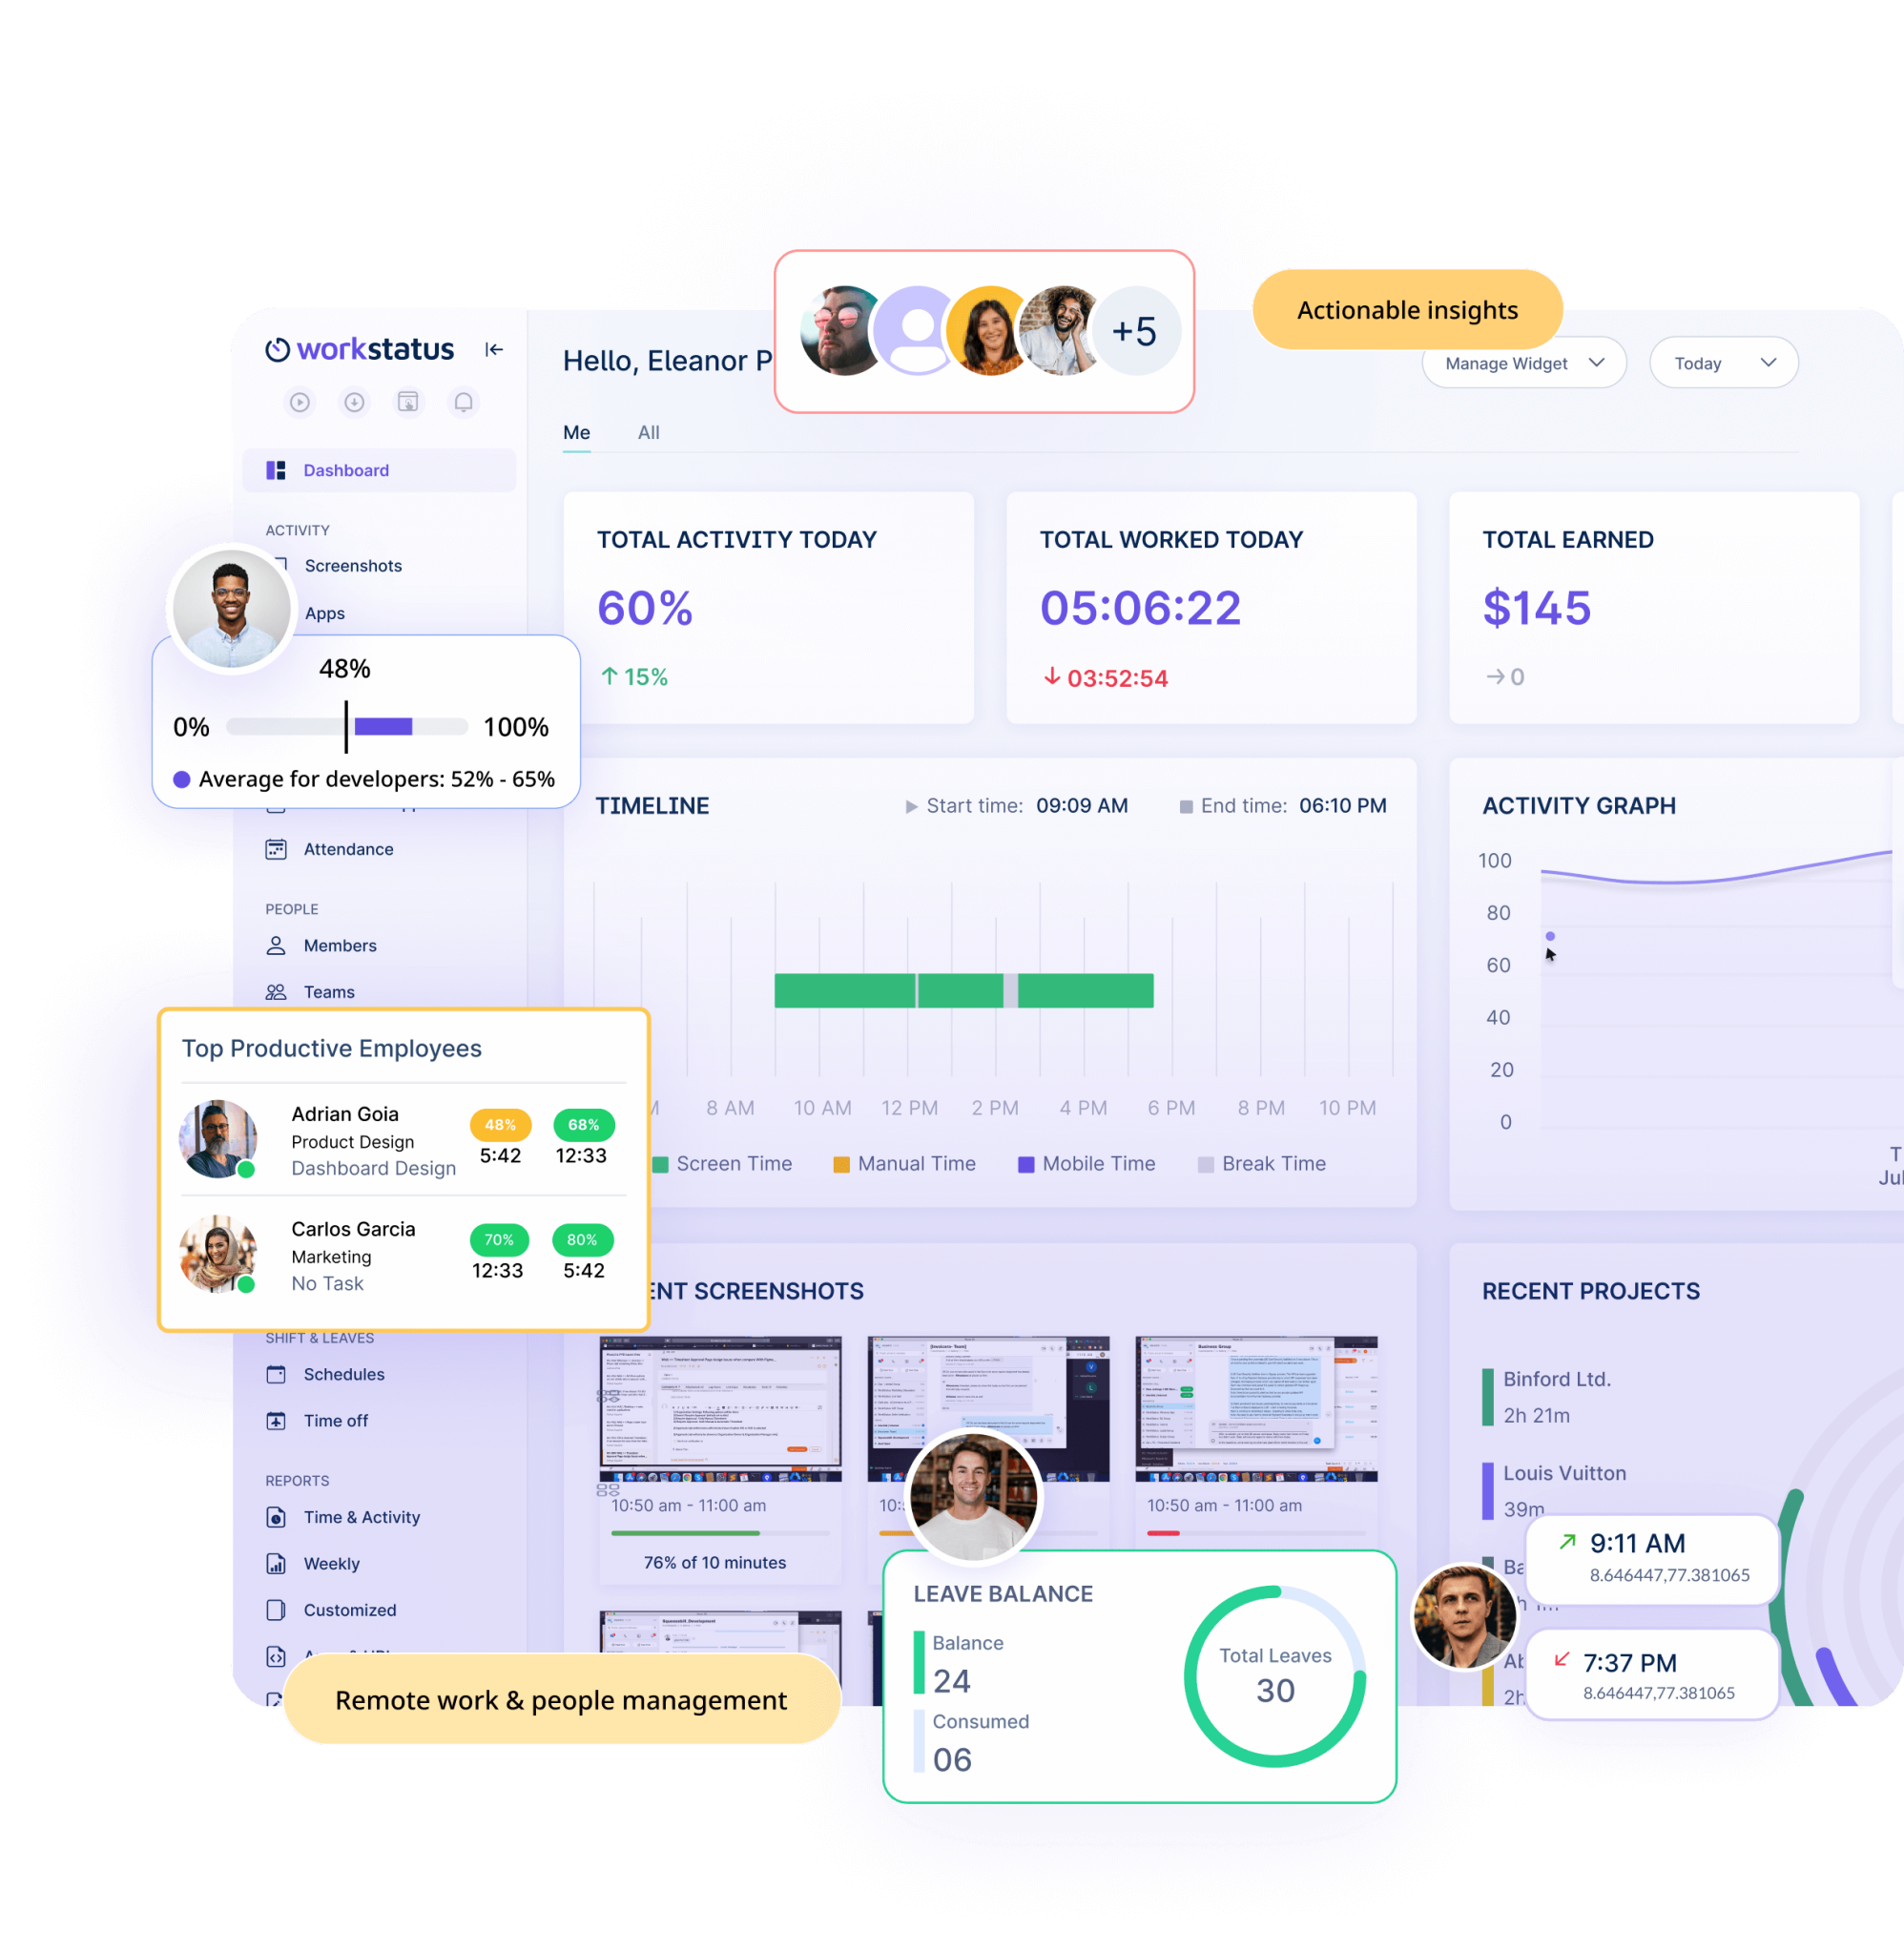 +5
Actionable insights
workstatus
Hello, Eleanor P
Manage Widget
Today
Me
All
Dashboard
ACTIVITY
Screenshots
Apps
TOTAL ACTIVITY TODAY
60%
15%
TOTAL WORKED TODAY
05:06:22
03:52:54
TOTAL EARNED
$145
0
48%
0%
100%
Average for developers: 52% - 65%
Attendance
PEOPLE
Members
Teams
TIMELINE
Start time: 09:09 AM
End time: 06:10 PM
8 AM
10 AM
12 PM
2 PM
4 PM
6 PM
8 PM
10 PM
Screen Time
Manual Time
Mobile Time
Break Time
ACTIVITY GRAPH
100
80
60
40
20
0
Jul
Top Productive Employees
Adrian Goia
Product Design
Dashboard Design
48%
5:42
68%
12:33
Carlos Garcia
Marketing
No Task
70%
12:33
80%
5:42
SHIFT & LEAVES
Schedules
Time off
REPORTS
Time & Activity
Weekly
Customized
ENT SCREENSHOTS
Business Group
10:50 am - 11:00 am
76% of 10 minutes
10:50 am - 11:00 am
RECENT PROJECTS
Binford Ltd.
2h 21m
Louis Vuitton
39m
9:11 AM
8.646447,77.381065
7:37 PM
8.646447,77.381065
LEAVE BALANCE
Balance
24
Consumed
06
Total Leaves
30
Remote work & people management